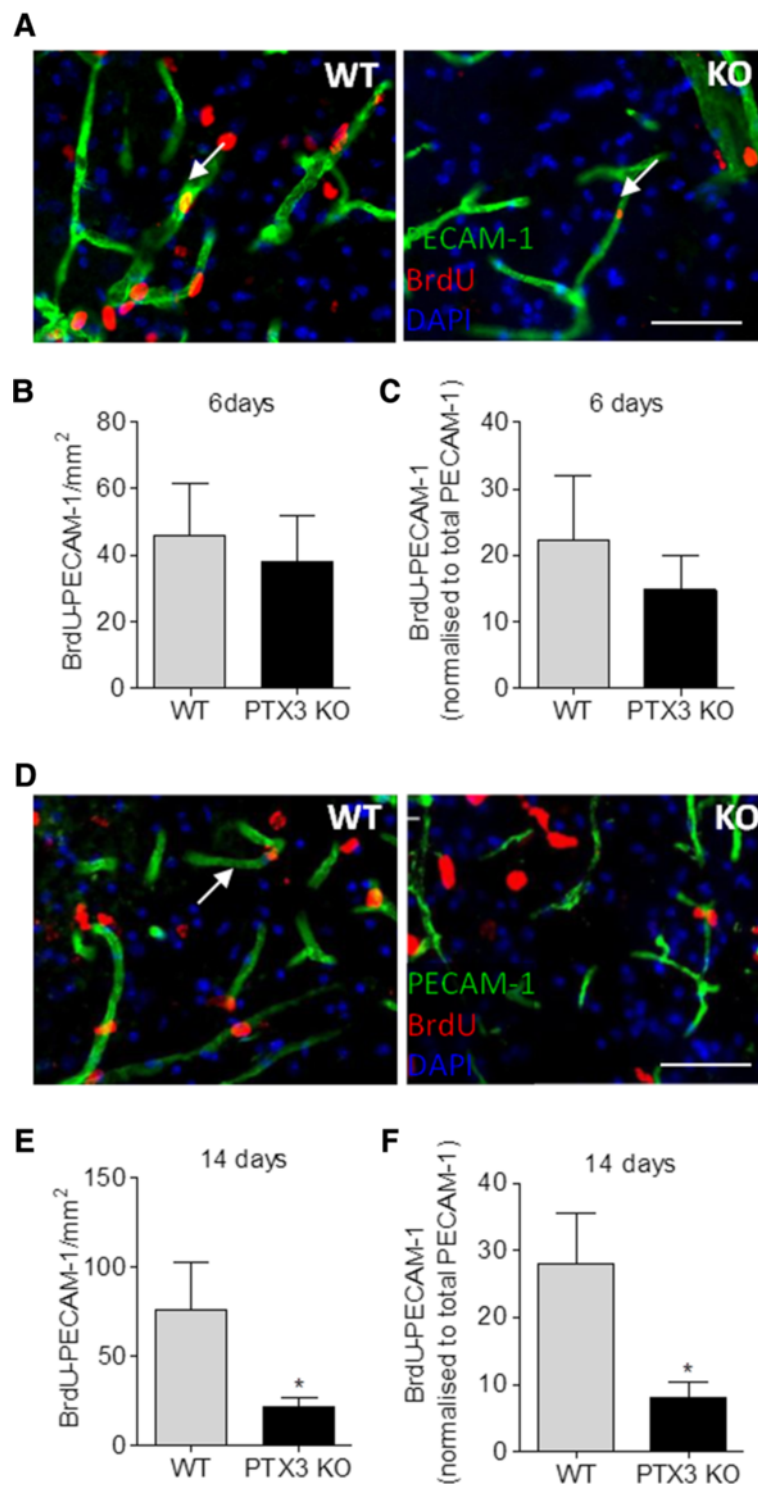 A
WT
KO
PECAM-1
BrdU
DAPI
B
6days
BrdU-PECAM-1/mm²
80
60
40
20
0
WT
PTX3 KO
C
6 days
BrdU-PECAM-1
(normalised to total PECAM-1)
40
30
20
10
0
WT
PTX3 KO
D
WT
KO
PECAM-1
BrdU
DAPI
E
14 days
BrdU-PECAM-1/mm²
150
100
50
0
*
WT
PTX3 KO
F
14 days
BrdU-PECAM-1
(normalised to total PECAM-1)
40
30
20
10
0
*
WT
PTX3 KO